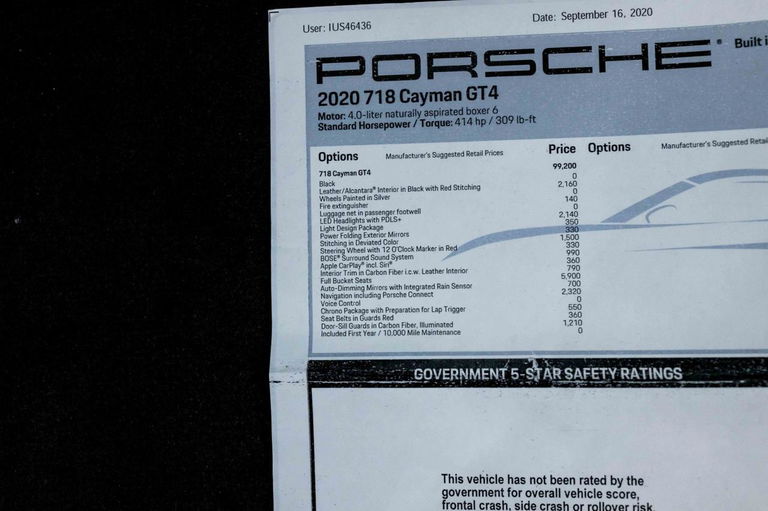 User: IUS46436
Date: September 16, 2020
PORSCHE®
Built i
2020 718 Cayman GT4
Motor: 4.0-liter naturally aspirated boxer 6
Standard Horsepower / Torque: 414 hp / 309 lb-ft
Options Manufacturer's Suggested Retail Prices Price Options Manufacturer's Suggested Retai
718 Cayman GT4 99,200
Black 0
Leather/Alcantara® Interior in Black with Red Stitching 2,160
Wheels Painted in Silver 0
Fire extinguisher 140
Luggage net in passenger footwell 0
LED Headlights with PDLS+ 2,140
Light Design Package 350
Power Folding Exterior Mirrors 330
Stitching in Deviated Color 1,500
Steering Wheel with 12 O'Clock Marker in Red 330
BOSE® Surround Sound System 990
Apple CarPlay® incl. Siri® 360
Interior Trim in Carbon Fiber i.c.w. Leather Interior 790
Full Bucket Seats 5,900
Auto-Dimming Mirrors with Integrated Rain Sensor 700
Navigation including Porsche Connect 2,320
Voice Control 0
Chrono Package with Preparation for Lap Trigger 550
Seat Belts in Guards Red 360
Door-Sill Guards in Carbon Fiber, Illuminated 1,210
Included First Year / 10,000 Mile Maintenance 0
GOVERNMENT 5-STAR SAFETY RATINGS
This vehicle has not been rated by the
government for overall vehicle score,
frontal crash, side crash or rollover risk.